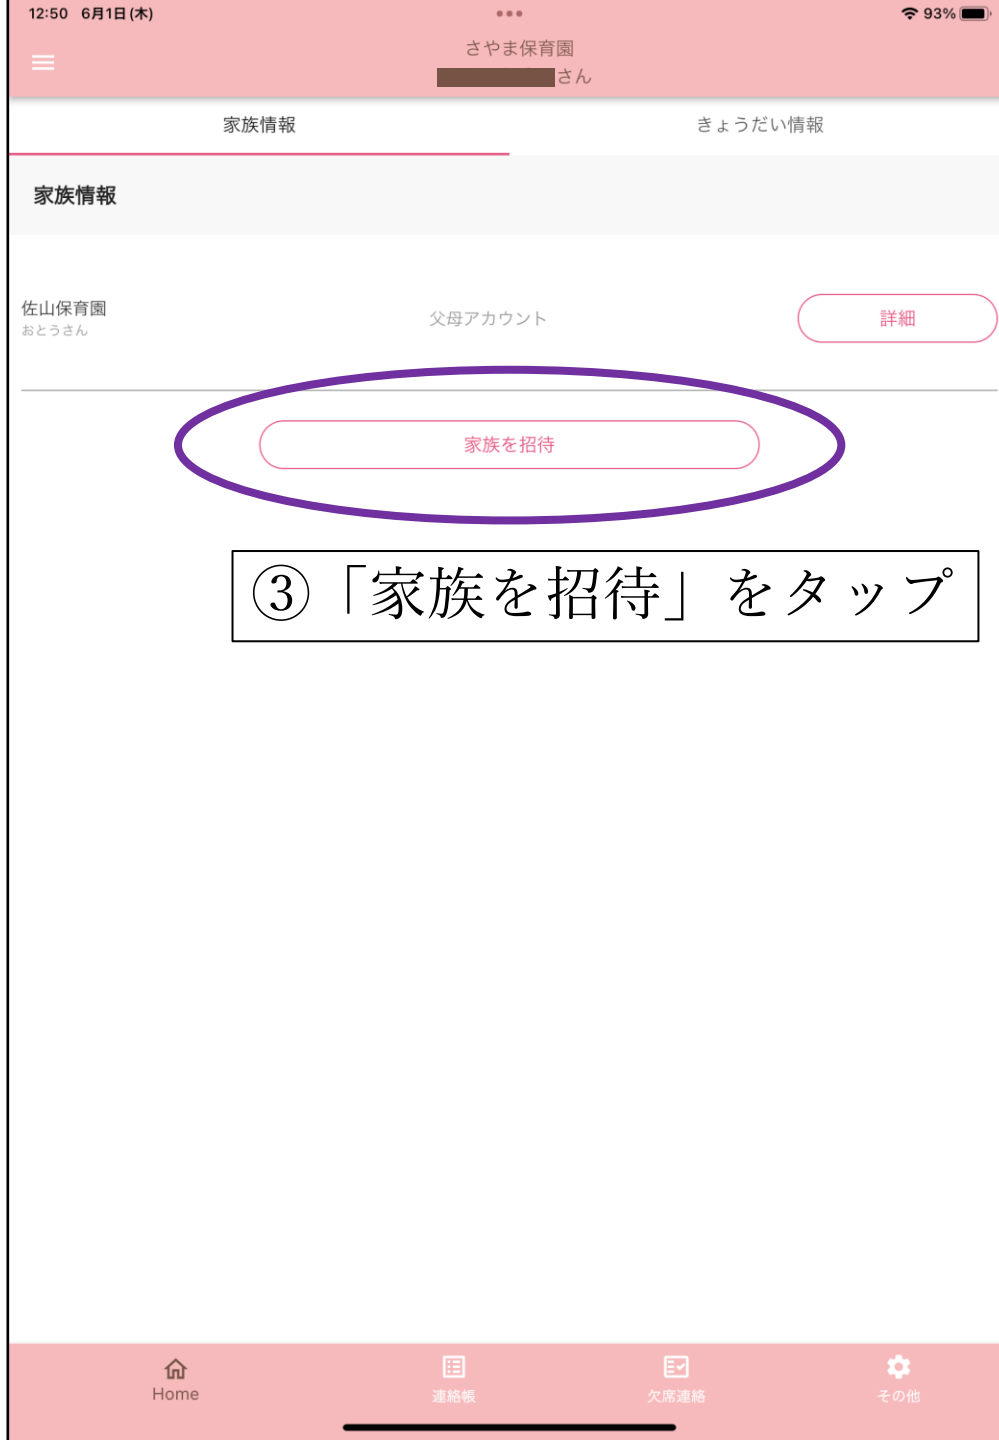 12:50 6月1日(木)
93%
さやま保育園
さん
家族情報
きょうだい情報
家族情報
佐山保育園
おとうさん
父母アカウント
詳細
家族を招待
③「家族を招待」をタップ
Home
連絡帳
欠席連絡
その他